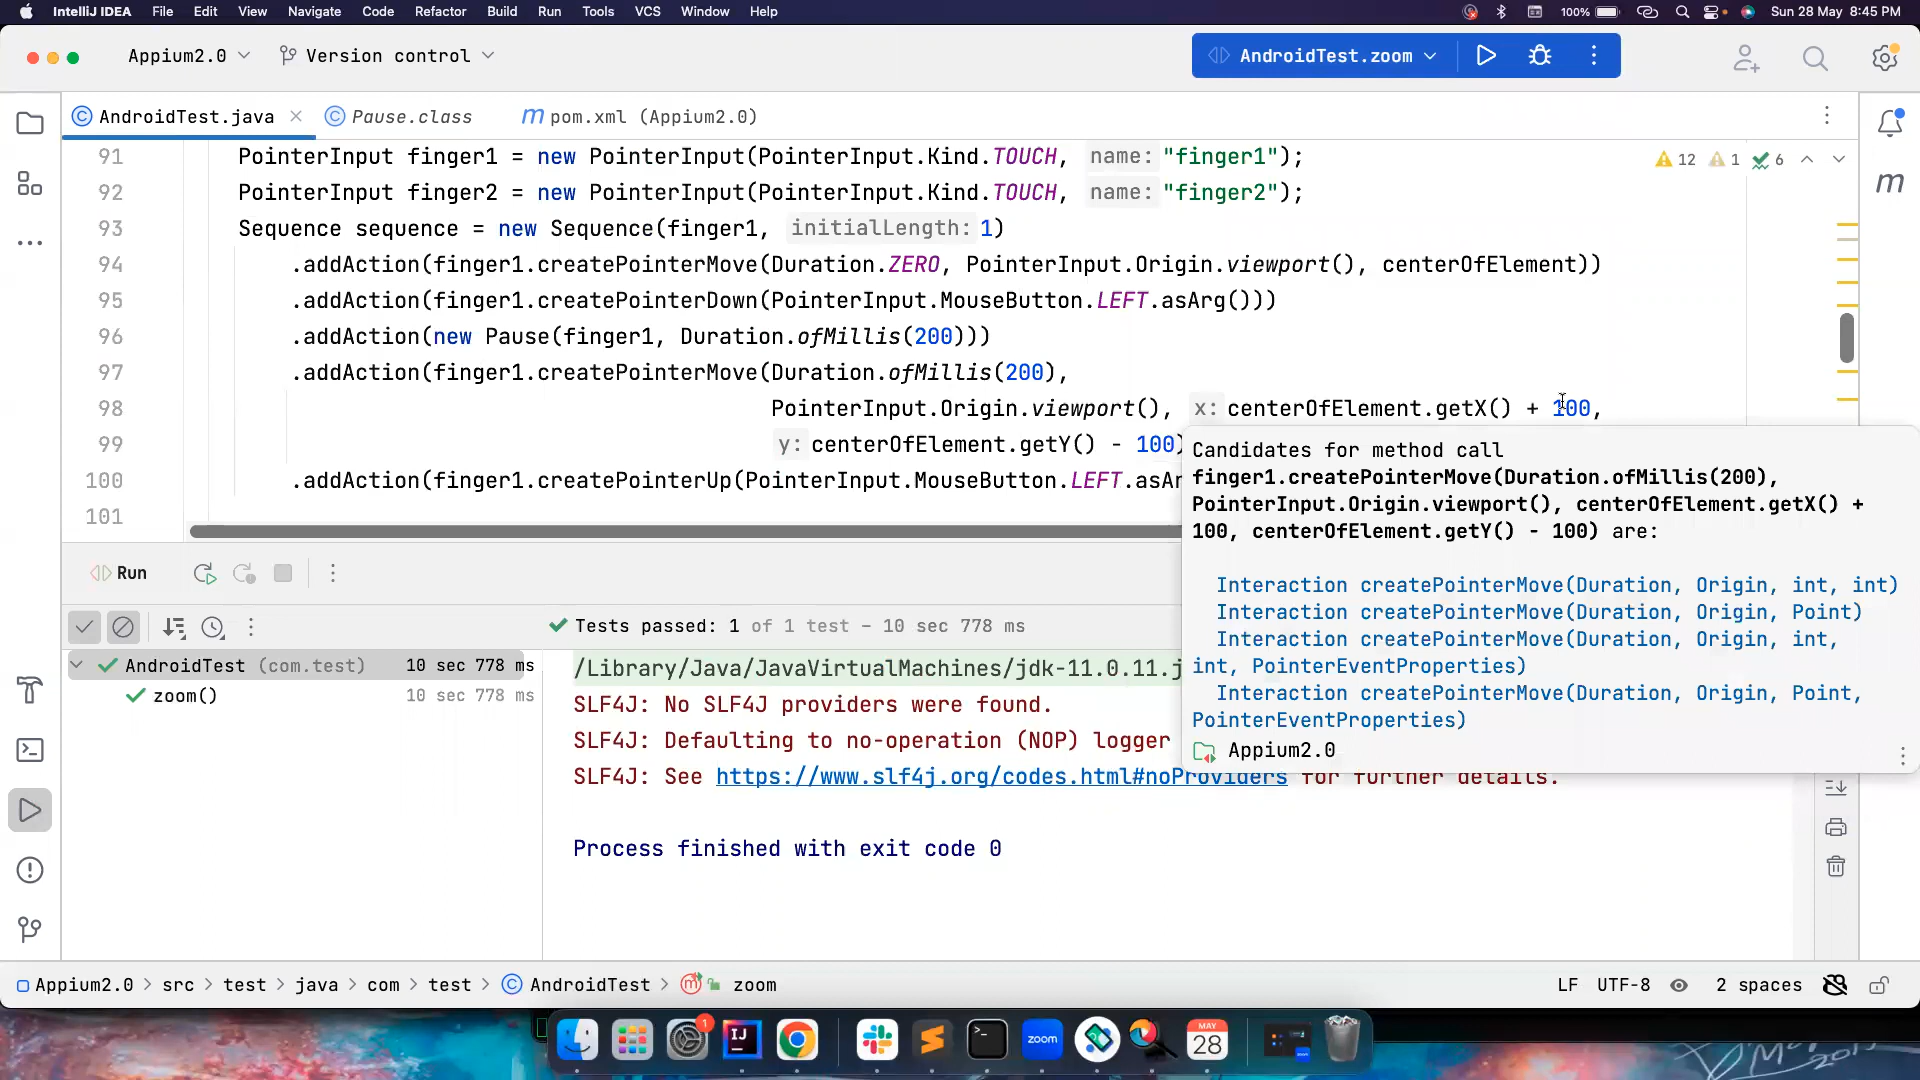 IntelliJ IDEA File Edit View Navigate Code Refactor Build Run Tools VCS Window Help 100% Sun 28 May 8:45 PM
Appium2.0 Version control AndroidTest.zoom
AndroidTest.java Pause.class pom.xml (Appium2.0)
91 PointerInput finger1 = new PointerInput(PointerInput.Kind.TOUCH, name: "finger1"); 12 1 6
92 PointerInput finger2 = new PointerInput(PointerInput.Kind.TOUCH, name: "finger2");
93 Sequence sequence = new Sequence(finger1, initialLength: 1)
94 .addAction(finger1.createPointerMove(Duration.ZERO, PointerInput.Origin.viewport(), centerOfElement))
95 .addAction(finger1.createPointerDown(PointerInput.MouseButton.LEFT.asArg()))
96 .addAction(new Pause(finger1, Duration.ofMillis(200)))
97 .addAction(finger1.createPointerMove(Duration.ofMillis(200),
98 PointerInput.Origin.viewport(), x: centerOfElement.getX() + 100,
99 y: centerOfElement.getY() - 100)
100 .addAction(finger1.createPointerUp(PointerInput.MouseButton.LEFT.asAr
101
Candidates for method call
finger1.createPointerMove(Duration.ofMillis(200),
PointerInput.Origin.viewport(), centerOfElement.getX() +
100, centerOfElement.getY() - 100) are:
Interaction createPointerMove(Duration, Origin, int, int)
Interaction createPointerMove(Duration, Origin, Point)
Interaction createPointerMove(Duration, Origin, int,
int, PointerEventProperties)
Interaction createPointerMove(Duration, Origin, Point,
PointerEventProperties)
Appium2.0
Run
Tests passed: 1 of 1 test – 10 sec 778 ms
AndroidTest (com.test) 10 sec 778 ms
zoom() 10 sec 778 ms
/Library/Java/JavaVirtualMachines/jdk-11.0.11.j
SLF4J: No SLF4J providers were found.
SLF4J: Defaulting to no-operation (NOP) logger
SLF4J: See https://www.slf4j.org/codes.html#noProviders for further details.
Process finished with exit code 0
Appium2.0 > src > test > java > com > test > AndroidTest > zoom LF UTF-8 2 spaces
1
IJ
zoom
MAY
28